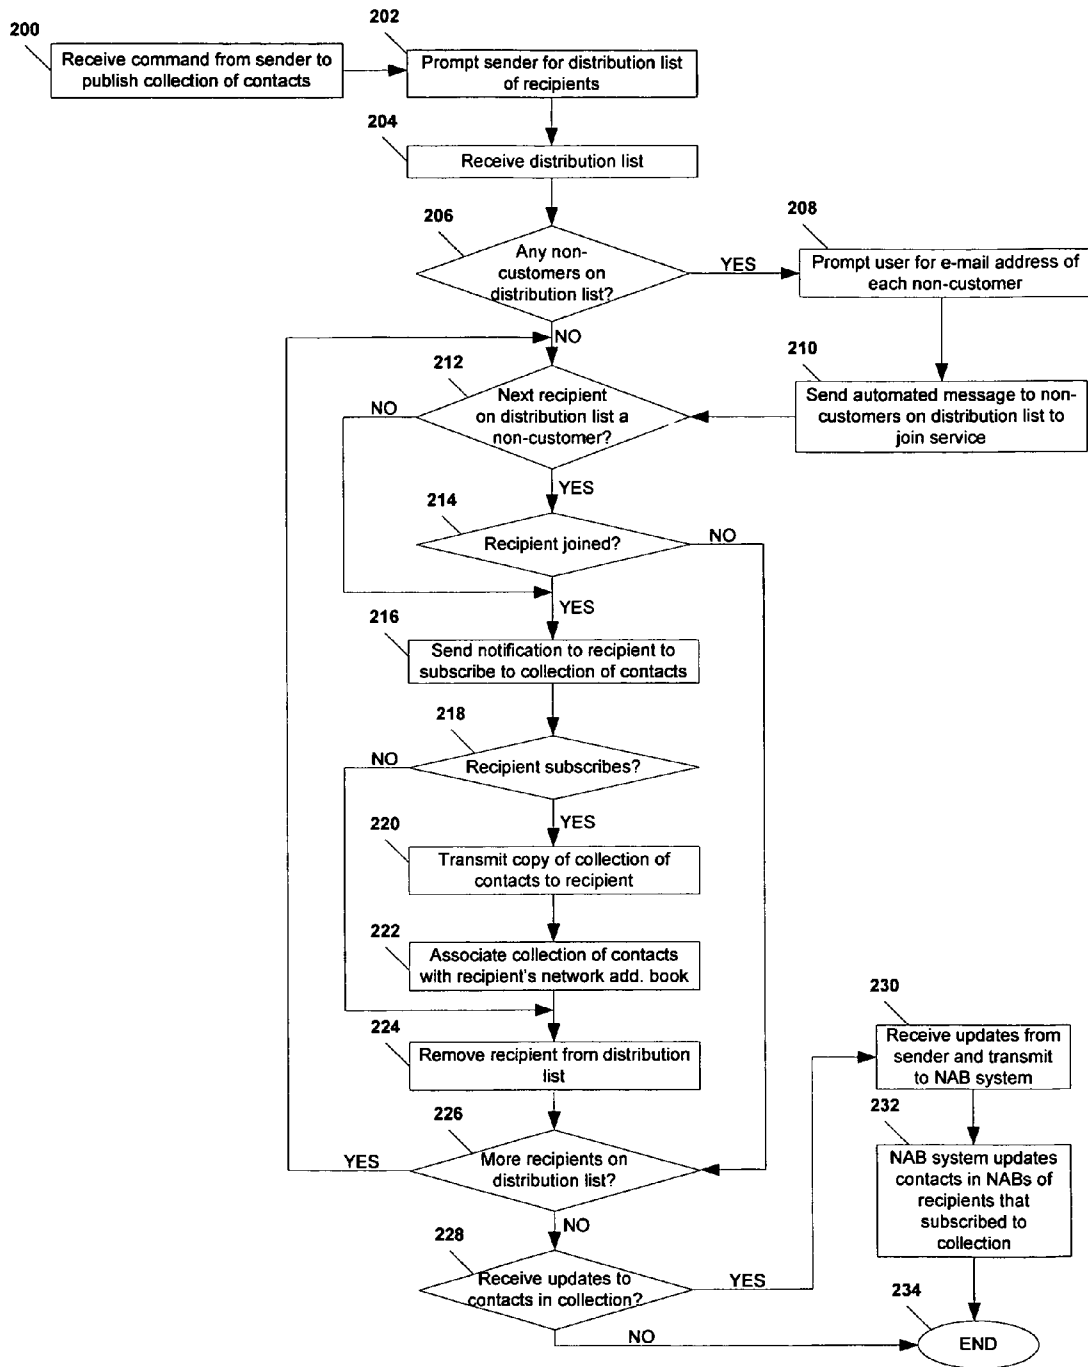 200
Receive command from sender to
publish collection of contacts
202
Prompt sender for distribution list
of recipients
204
Receive distribution list
206
Any non-
customers on
distribution list?
YES
NO
208
Prompt user for e-mail address of
each non-customer
210
Send automated message to non-
customers on distribution list to
join service
212
Next recipient
on distribution list a
non-customer?
NO
YES
214
Recipient joined?
NO
YES
216
Send notification to recipient to
subscribe to collection of contacts
218
Recipient subscribes?
NO
YES
220
Transmit copy of collection of
contacts to recipient
222
Associate collection of contacts
with recipient's network add. book
224
Remove recipient from distribution
list
226
More recipients on
distribution list?
YES
NO
228
Receive updates to
contacts in collection?
YES
NO
230
Receive updates from
sender and transmit
to NAB system
232
NAB system updates
contacts in NABs of
recipients that
subscribed to
collection
234
END